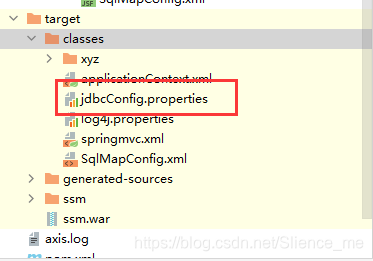 SqlMapConfig.xml
target
classes
xyz
applicationContext.xml
jdbcConfig.properties
log4j.properties
springmvc.xml
SqlMapConfig.xml
generated-sources
ssm
ssm.war
axis.log
https://blog.csdn.net/Slience_me
pom.xml